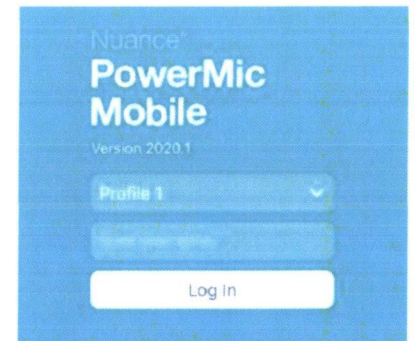 Nuance®
PowerMic
Mobile
Version 2020.1
Profile 1
Log In